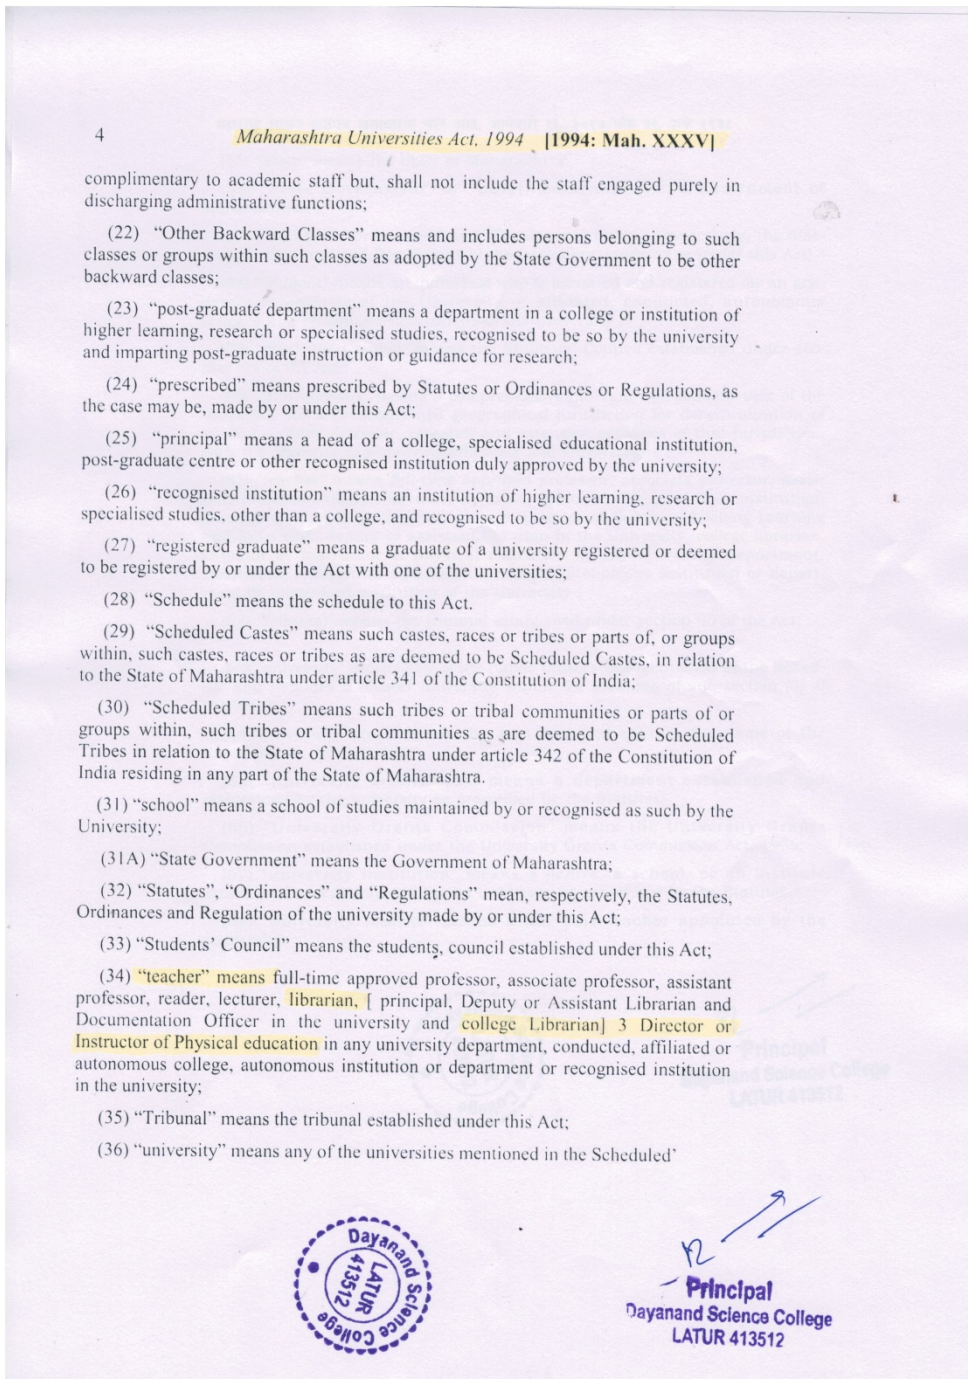 4 Maharashtra Universities Act, 1994 [1994: Mah. XXXV]
complimentary to academic staff but, shall not include the staff engaged purely in
discharging administrative functions;
(22) “Other Backward Classes” means and includes persons belonging to such
classes or groups within such classes as adopted by the State Government to be other
backward classes;
(23) “post-graduate department” means a department in a college or institution of
higher learning, research or specialised studies, recognised to be so by the university
and imparting post-graduate instruction or guidance for research;
(24) “prescribed” means prescribed by Statutes or Ordinances or Regulations, as
the case may be, made by or under this Act;
(25) “principal” means a head of a college, specialised educational institution,
post-graduate centre or other recognised institution duly approved by the university;
(26) “recognised institution” means an institution of higher learning, research or
specialised studies, other than a college, and recognised to be so by the university;
(27) “registered graduate” means a graduate of a university registered or deemed
to be registered by or under the Act with one of the universities;
(28) “Schedule” means the schedule to this Act.
(29) “Scheduled Castes” means such castes, races or tribes or parts of, or groups
within, such castes, races or tribes as are deemed to be Scheduled Castes, in relation
to the State of Maharashtra under article 341 of the Constitution of India;
(30) “Scheduled Tribes” means such tribes or tribal communities or parts of or
groups within, such tribes or tribal communities as are deemed to be Scheduled
Tribes in relation to the State of Maharashtra under article 342 of the Constitution of
India residing in any part of the State of Maharashtra.
(31) “school” means a school of studies maintained by or recognised as such by the
University;
(31A) “State Government” means the Government of Maharashtra;
(32) “Statutes”, “Ordinances” and “Regulations” mean, respectively, the Statutes,
Ordinances and Regulation of the university made by or under this Act;
(33) “Students’ Council” means the students, council established under this Act;
(34) “teacher” means full-time approved professor, associate professor, assistant
professor, reader, lecturer, librarian, [ principal, Deputy or Assistant Librarian and
Documentation Officer in the university and college Librarian] 3 Director or
Instructor of Physical education in any university department, conducted, affiliated or
autonomous college, autonomous institution or department or recognised institution
in the university;
(35) “Tribunal” means the tribunal established under this Act;
(36) “university” means any of the universities mentioned in the Scheduled’
Dayanand Science College
LATUR
413512
Principal
Dayanand Science College
LATUR 413512